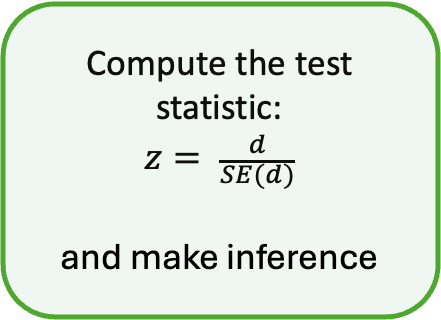 Compute the test
statistic:
z = d / SE(d)
and make inference